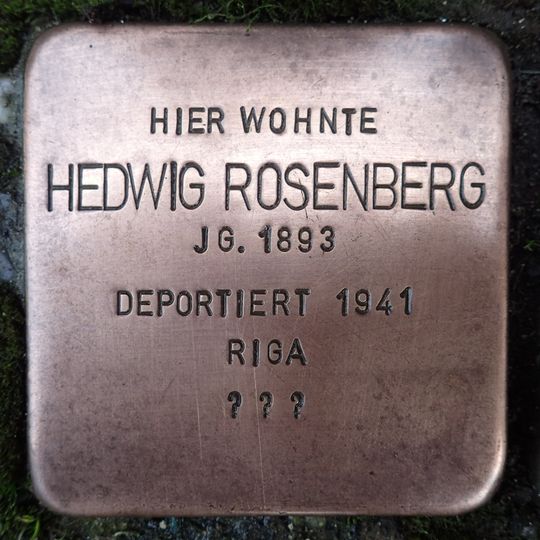 HIER WOHNTE
HEDWIG ROSENBERG
JG. 1893
DEPORTIERT 1941
RIGA
? ? ?